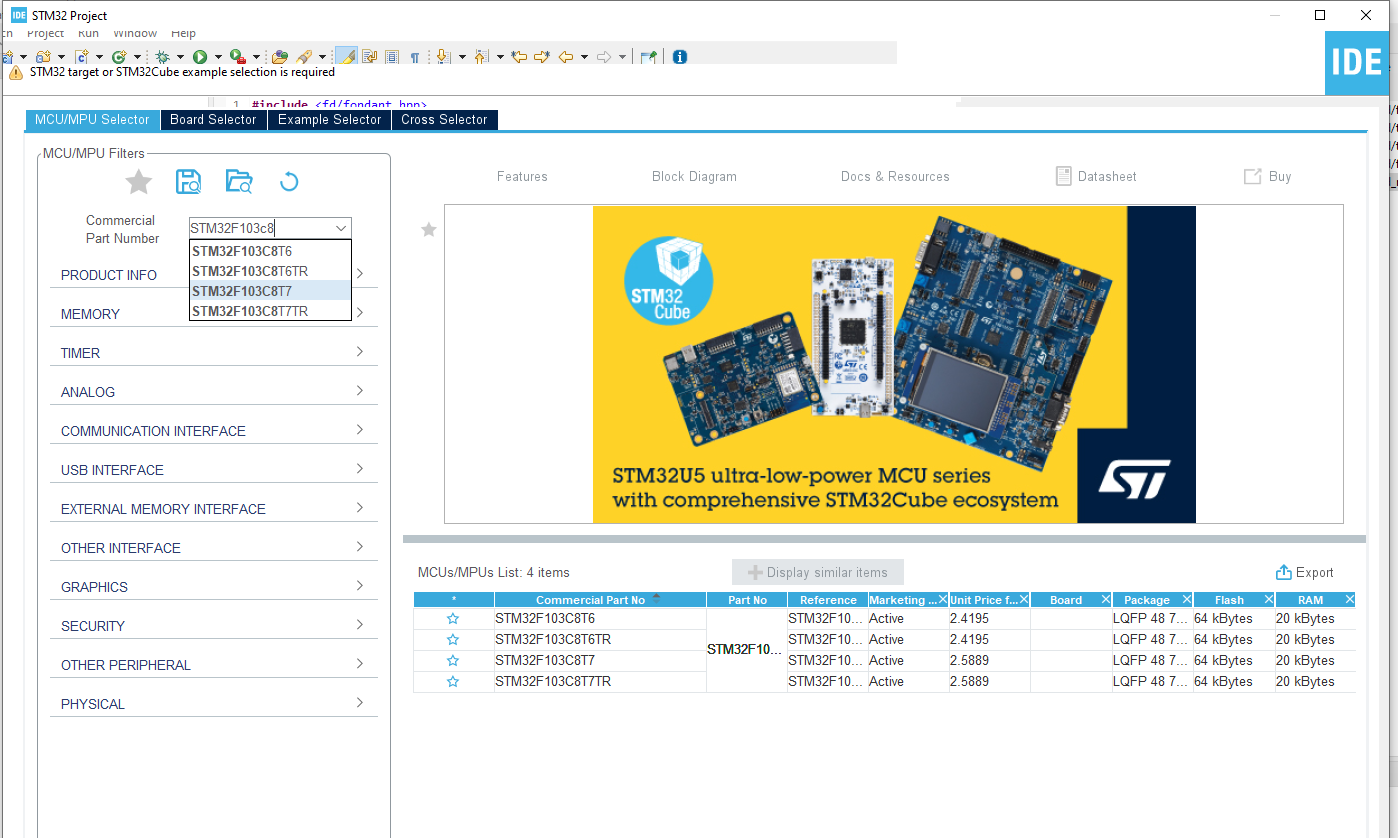 IDE STM32 Project
Project Run Window Help
STM32 target or STM32Cube example selection is required
IDE
1 #include <fd/fondant.hpp>
MCU/MPU Selector Board Selector Example Selector Cross Selector
MCU/MPU Filters
Commercial
Part Number
STM32F103c8
STM32F103C8T6
STM32F103C8T6TR
STM32F103C8T7
STM32F103C8T7TR
PRODUCT INFO
MEMORY
TIMER
ANALOG
COMMUNICATION INTERFACE
USB INTERFACE
EXTERNAL MEMORY INTERFACE
OTHER INTERFACE
GRAPHICS
SECURITY
OTHER PERIPHERAL
PHYSICAL
Features Block Diagram Docs & Resources Datasheet Buy
STM32
Cube
STM32U5 ultra-low-power MCU series
with comprehensive STM32Cube ecosystem
ST
MCUs/MPUs List: 4 items Display similar items Export
* Commercial Part No Part No Reference Marketing ... Unit Price f... Board Package Flash RAM
STM32F103C8T6 STM32F10... Active 2.4195 LQFP 48 7... 64 kBytes 20 kBytes
STM32F103C8T6TR STM32F10... Active 2.4195 LQFP 48 7... 64 kBytes 20 kBytes
STM32F10...
STM32F103C8T7 STM32F10... Active 2.5889 LQFP 48 7... 64 kBytes 20 kBytes
STM32F103C8T7TR STM32F10... Active 2.5889 LQFP 48 7... 64 kBytes 20 kBytes